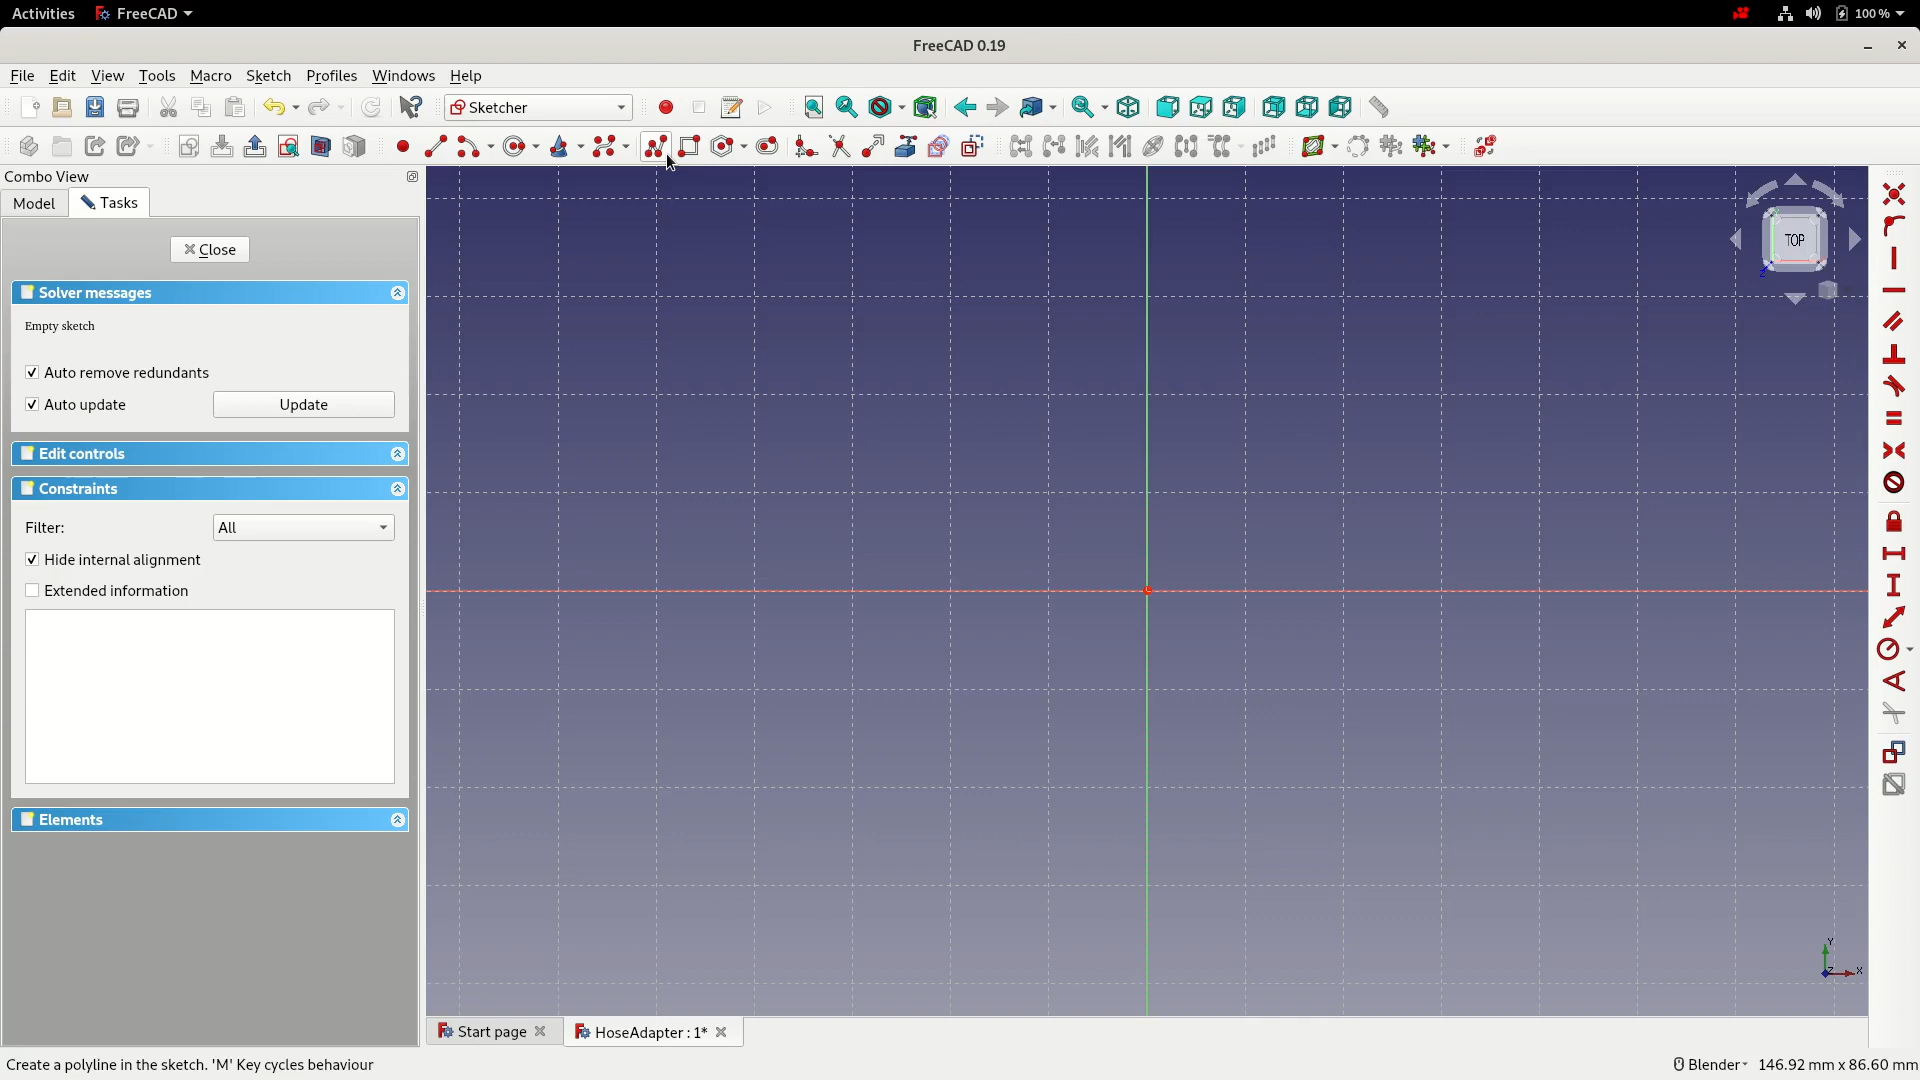 Activities FreeCAD 100 %
FreeCAD 0.19
File Edit View Tools Macro Sketch Profiles Windows Help
Sketcher
Combo View
Model Tasks
Close
Solver messages
Empty sketch
Auto remove redundants
Auto update Update
Edit controls
Constraints
Filter: All
Hide internal alignment
Extended information
Elements
TOP
Z
Y
Z X
Start page HoseAdapter : 1*
Create a polyline in the sketch. 'M' Key cycles behaviour Blender 146.92 mm x 86.60 mm